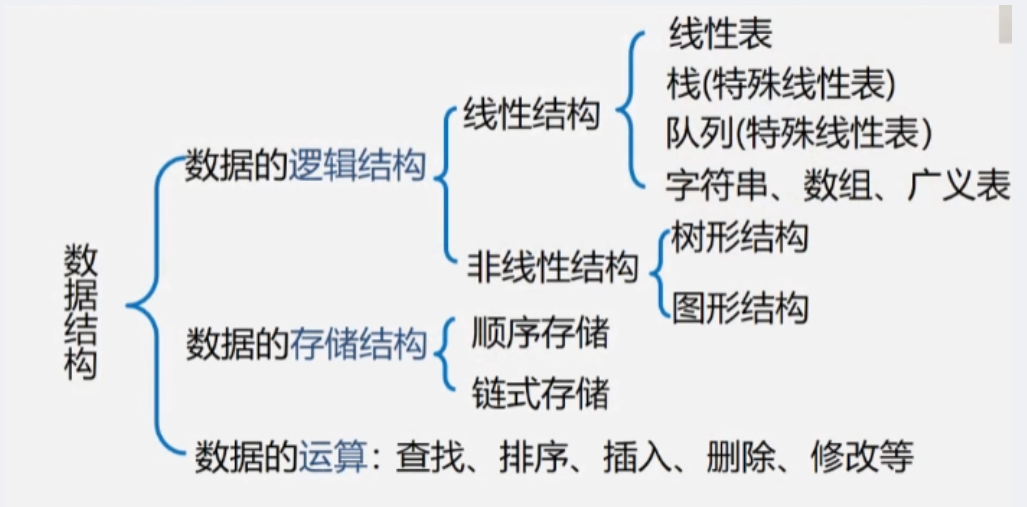 数据结构
数据的逻辑结构
线性结构
线性表
栈(特殊线性表)
队列(特殊线性表)
字符串、数组、广义表
非线性结构
树形结构
图形结构
数据的存储结构
顺序存储
链式存储
数据的运算：查找、排序、插入、删除、修改等